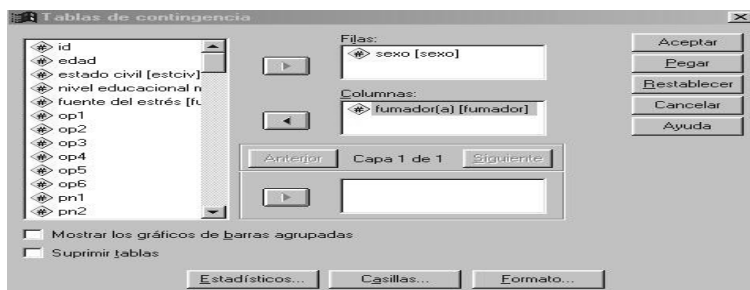 Tablas de contingencia
id
edad
estado civil [estciv]
nivel educacional n
fuente del estrés [fu
op1
op2
op3
op4
op5
op6
pn1
pn2
Filas:
sexo [sexo]
Columnas:
fumador(a) [fumador]
Anterior
Capa 1 de 1
Siguiente
Aceptar
Pegar
Restablecer
Cancelar
Ayuda
Mostrar los gráficos de barras agrupadas
Suprimir tablas
Estadísticos...
Casillas...
Formato...